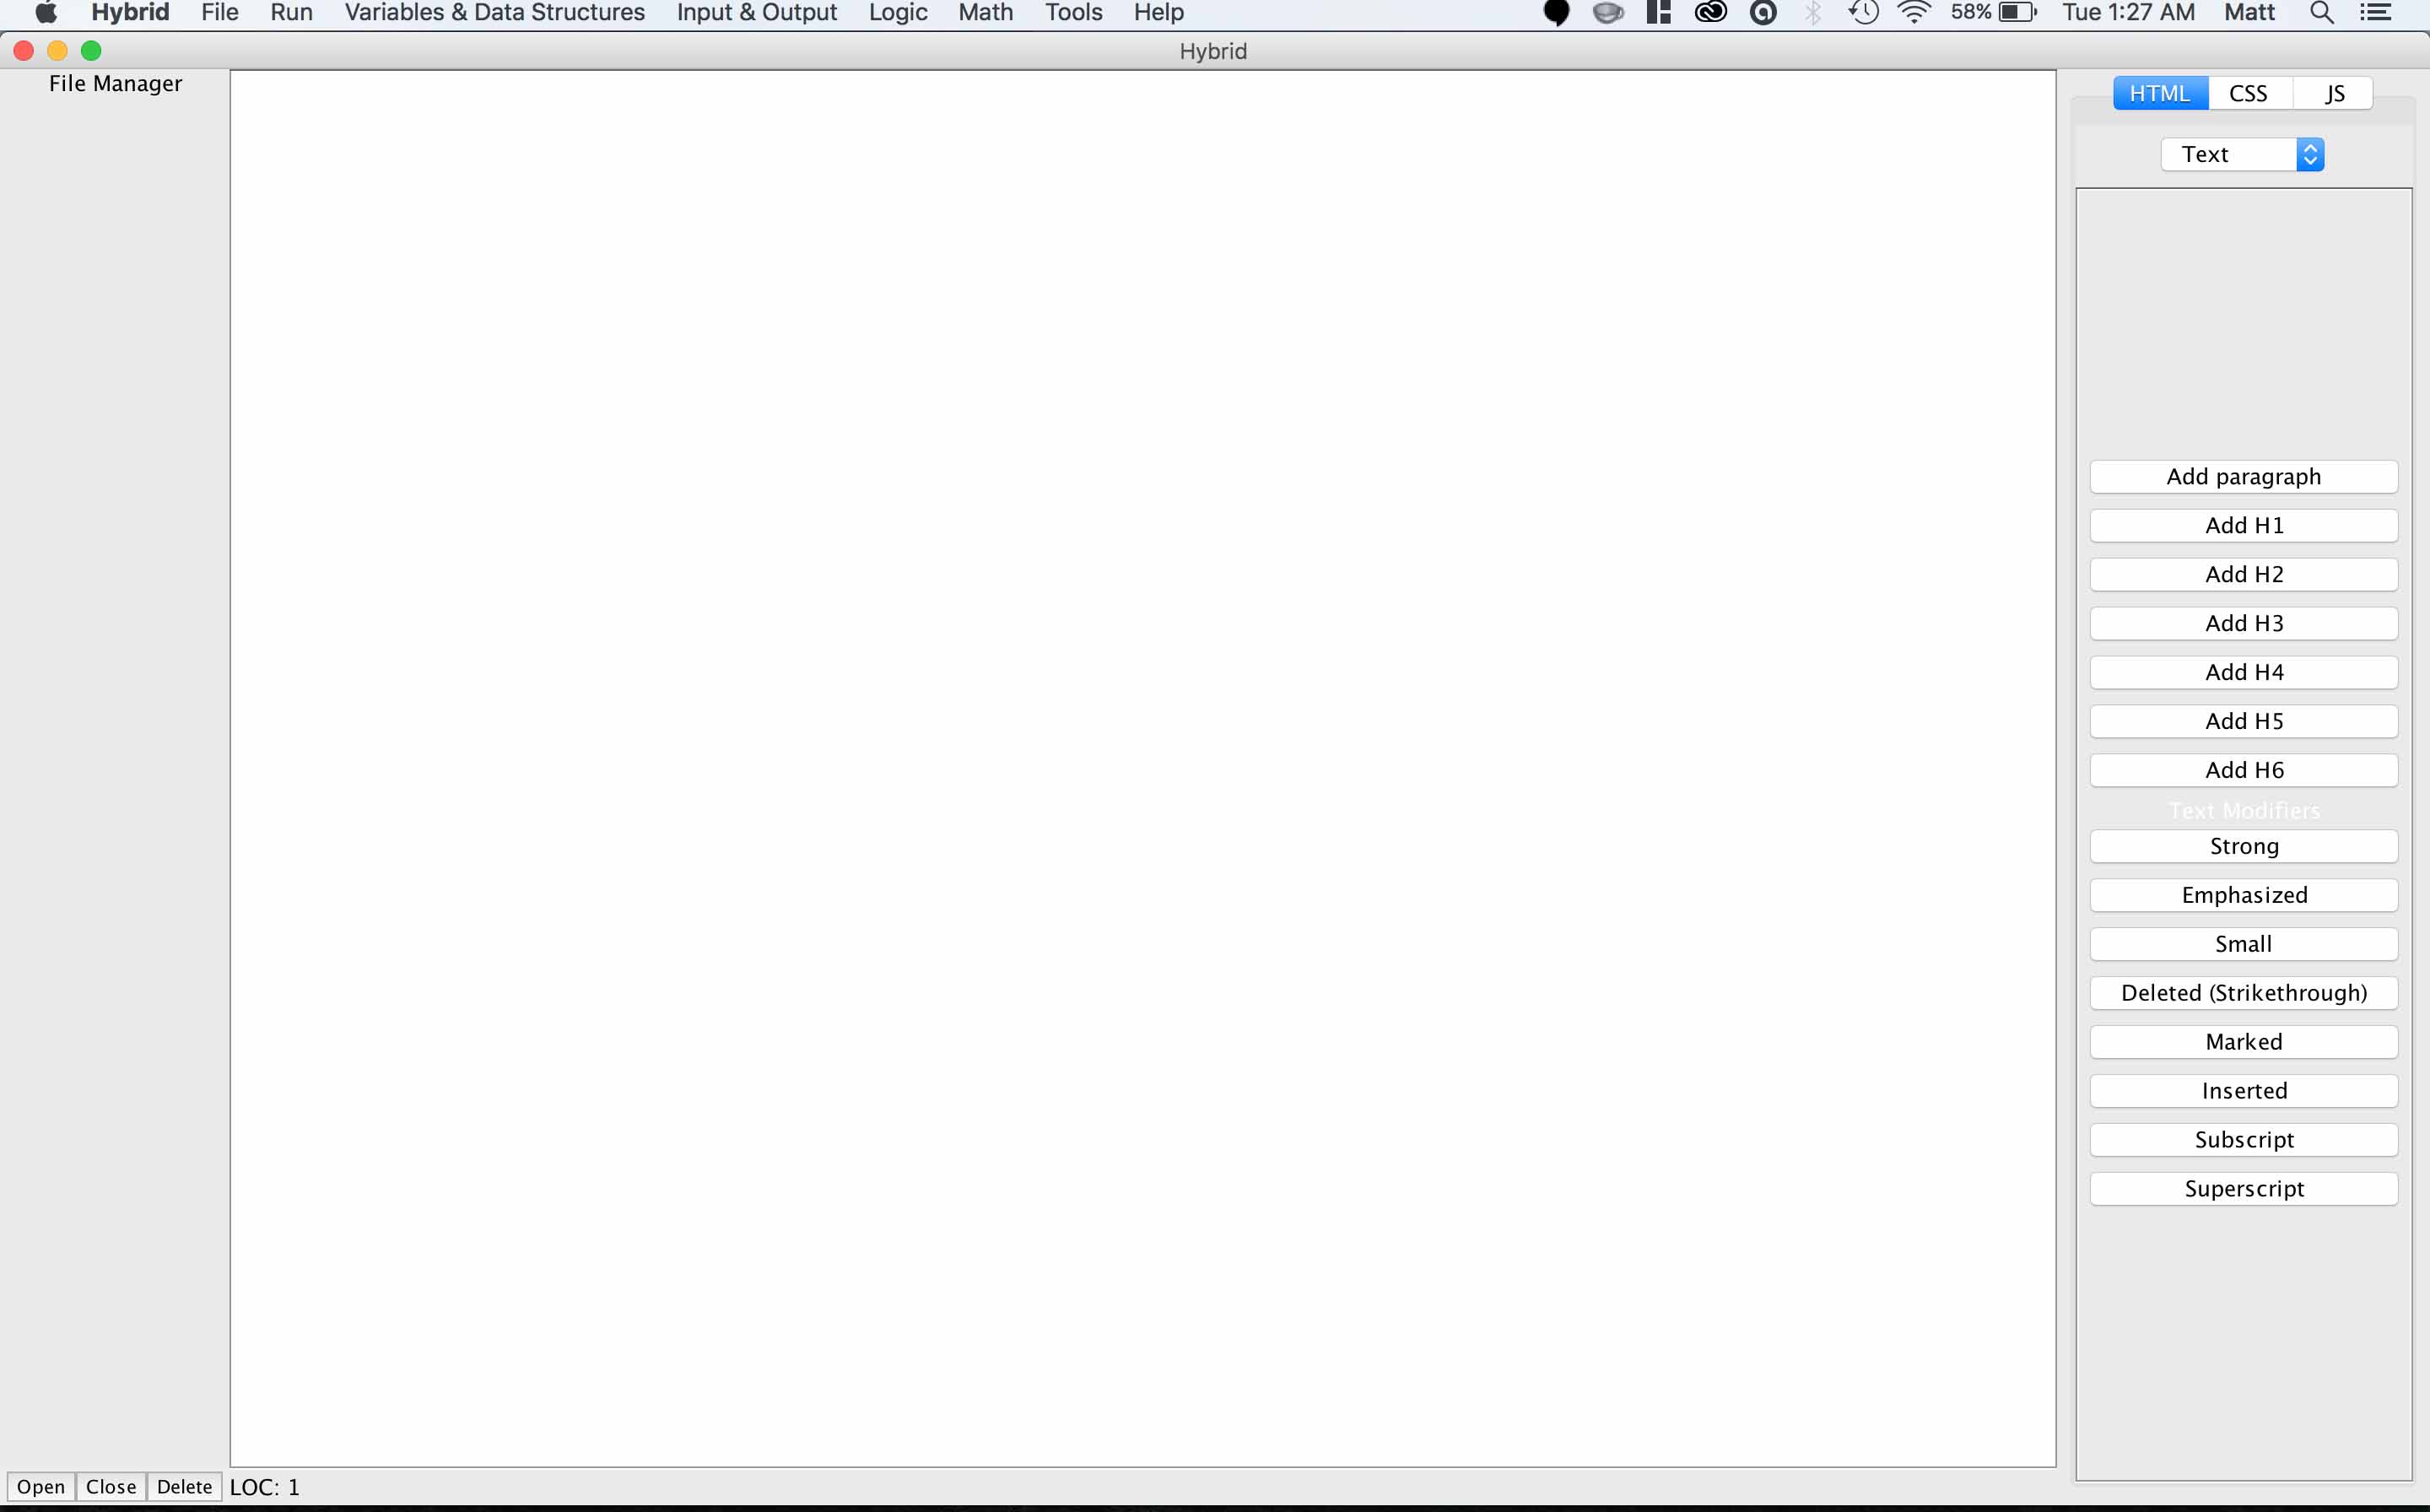 Hybrid File Run Variables & Data Structures Input & Output Logic Math Tools Help 58% Tue 1:27 AM Matt
Hybrid
File Manager
HTML CSS JS
Text
Add paragraph
Add H1
Add H2
Add H3
Add H4
Add H5
Add H6
Text Modifiers
Strong
Emphasized
Small
Deleted (Strikethrough)
Marked
Inserted
Subscript
Superscript
Open Close Delete LOC: 1